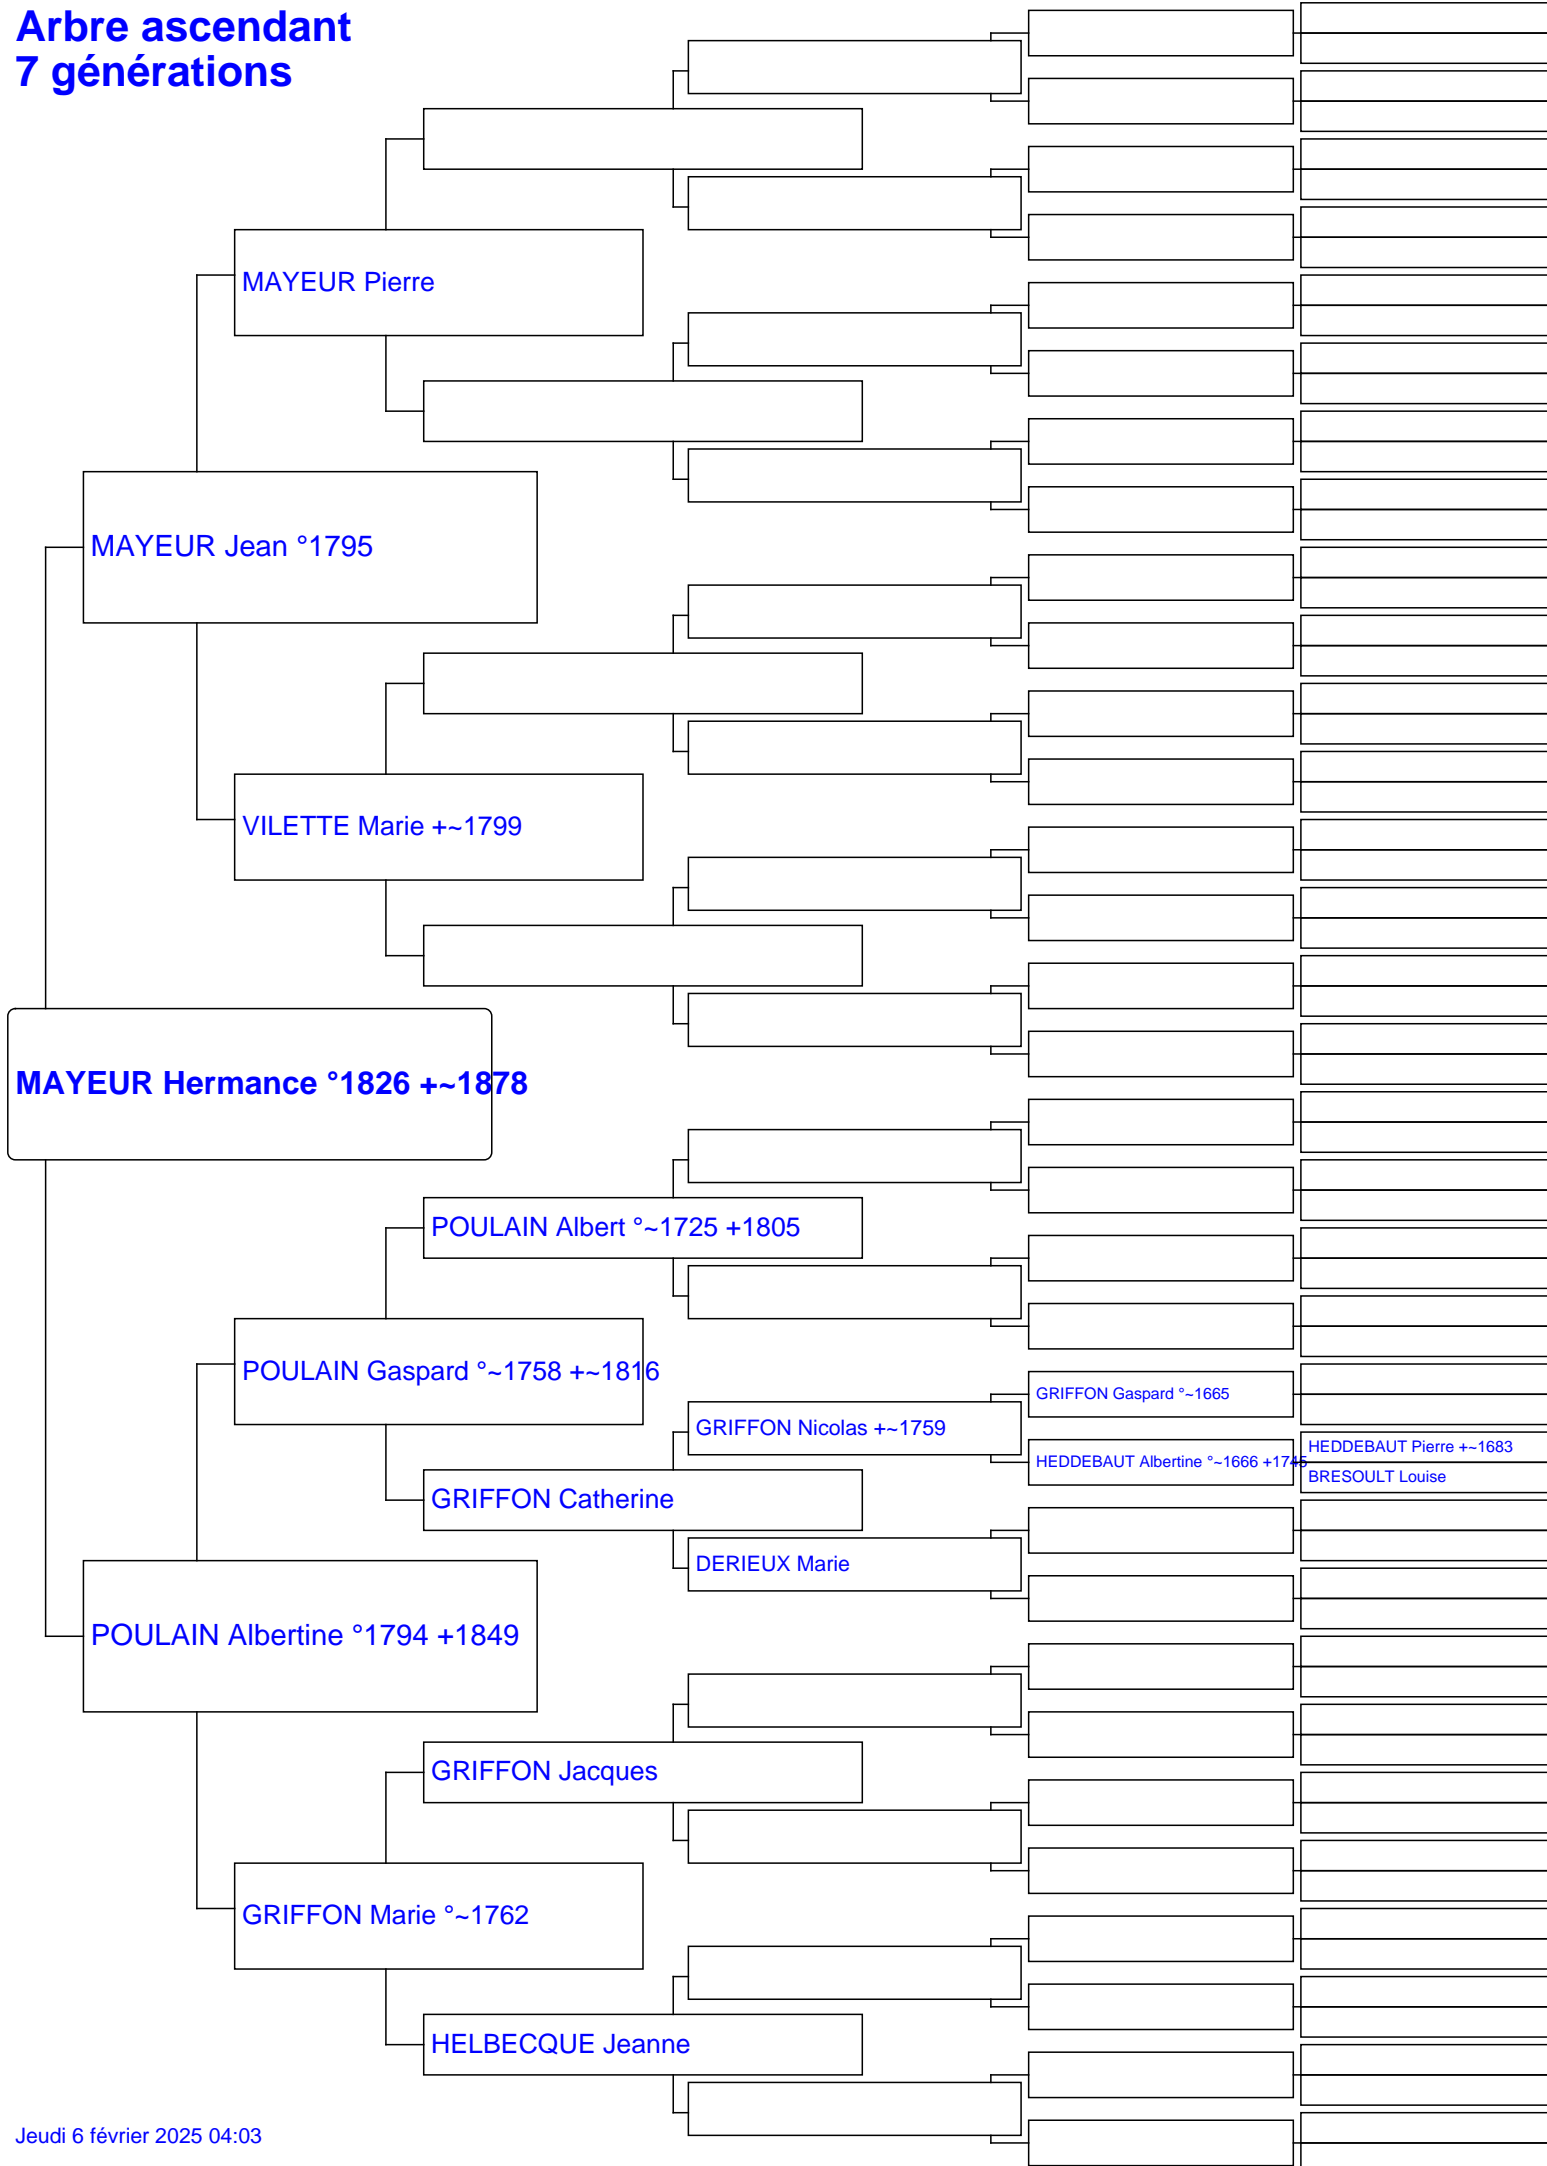 Arbre ascendant
7 générations
MAYEUR Pierre
MAYEUR Jean °1795
VILETTE Marie +~1799
MAYEUR Hermance °1826 +~1878
POULAIN Albert °~1725 +1805
POULAIN Gaspard °~1758 +~1816
GRIFFON Gaspard °~1665
GRIFFON Nicolas +~1759
HEDDEBAUT Pierre +~1683
HEDDEBAUT Albertine °~1666 +1745
BRESOULT Louise
GRIFFON Catherine
DERIEUX Marie
POULAIN Albertine °1794 +1849
GRIFFON Jacques
GRIFFON Marie °~1762
HELBECQUE Jeanne
Jeudi 6 février 2025 04:03